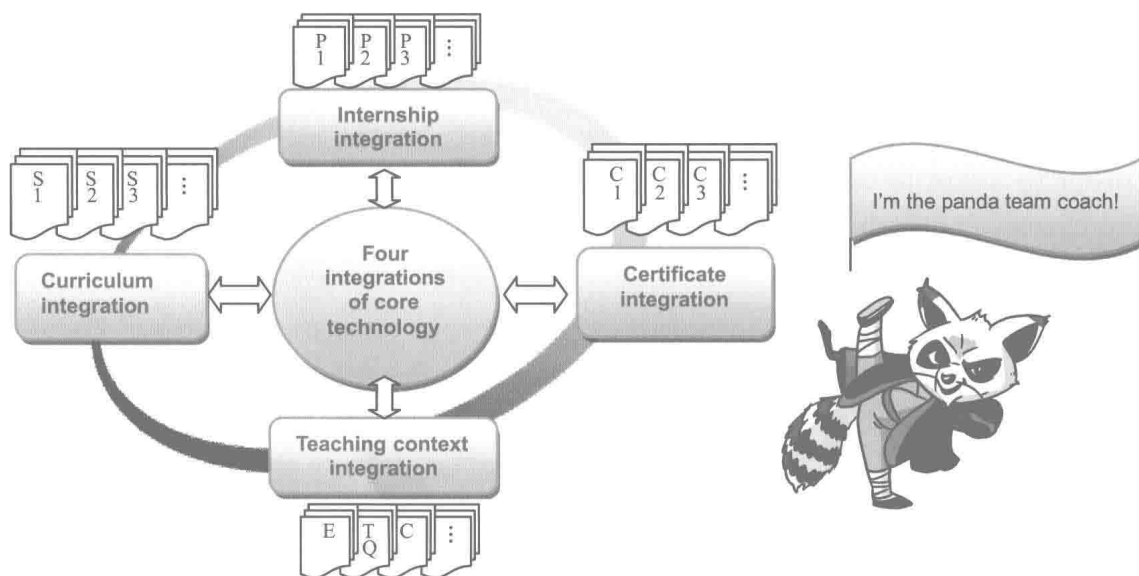 P P P ⋮
1 2 3
Internship
integration
S S S ⋮
1 2 3
Curriculum
integration
Four
integrations
of core
technology
C C C ⋮
1 2 3
Certificate
integration
Teaching context
integration
E T C ⋮
Q
I'm the panda team coach!